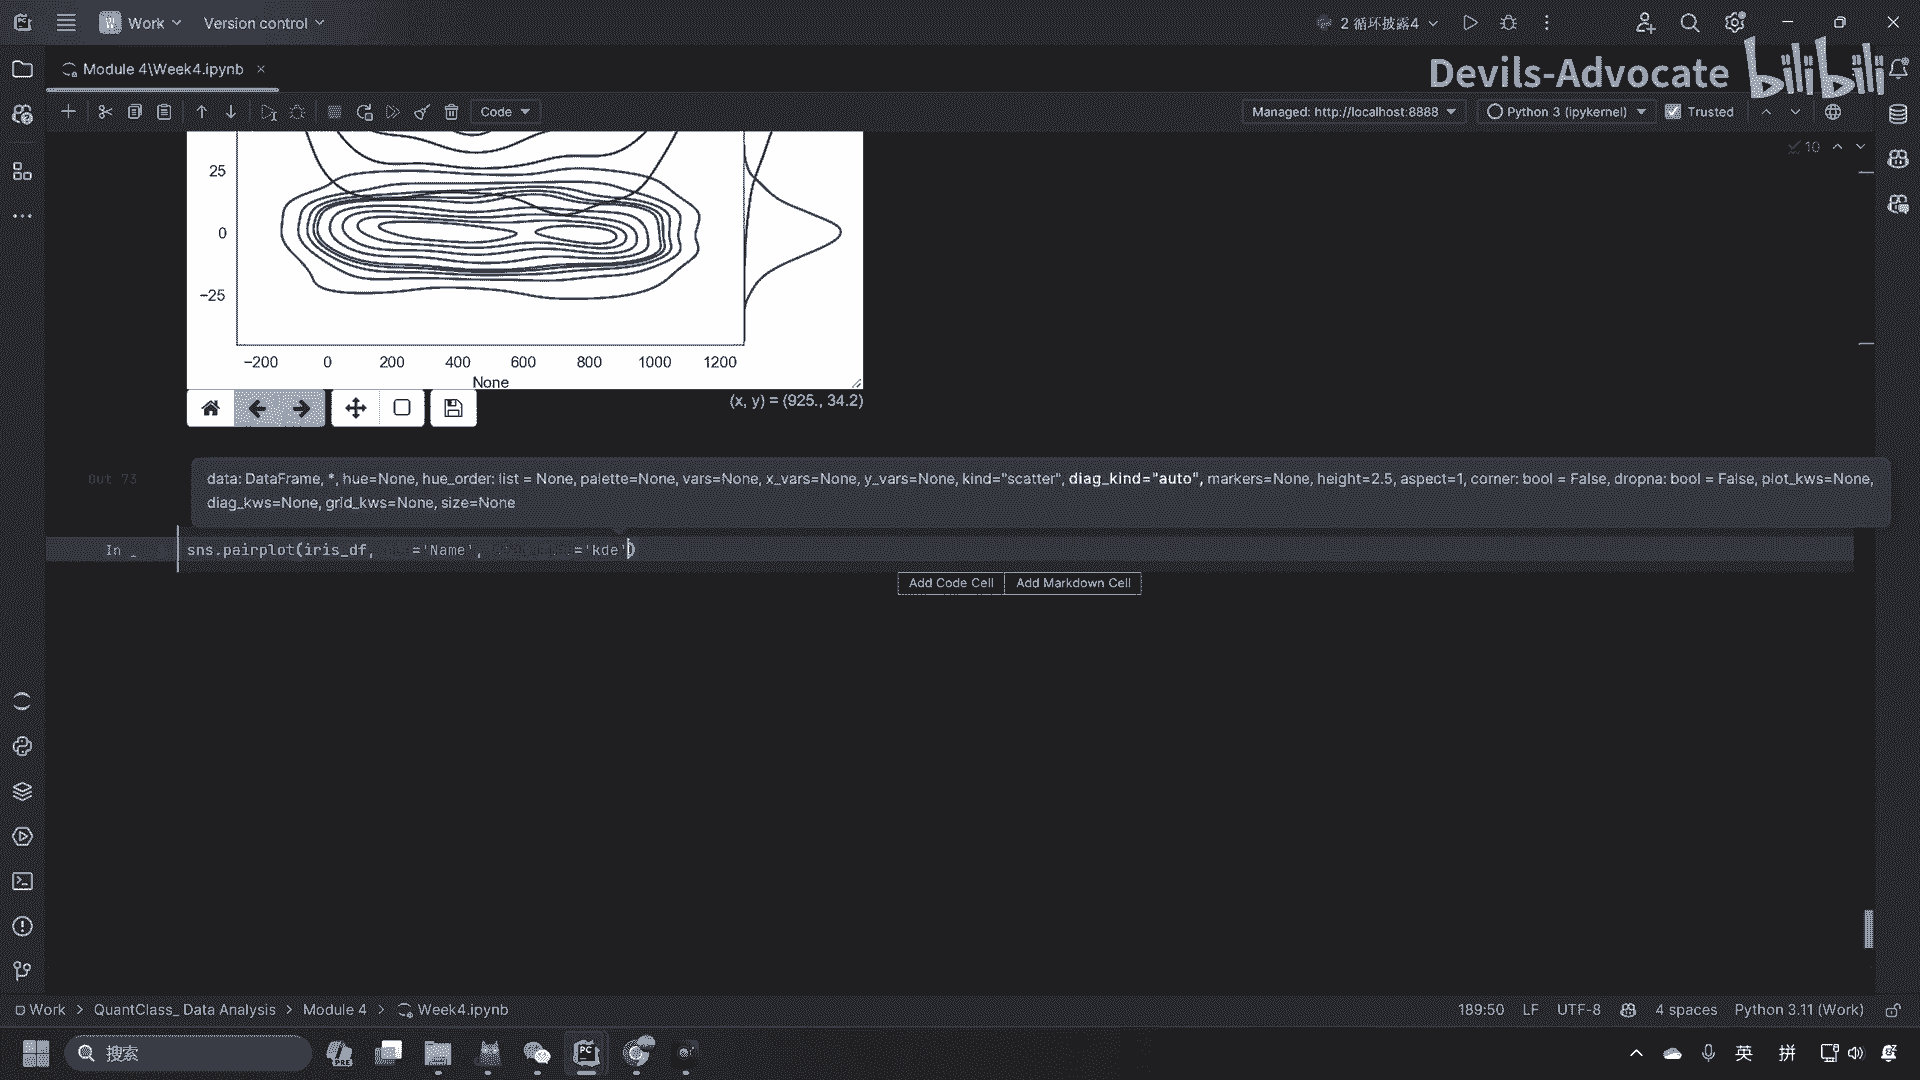 Work
Version control
2 循环披露4
Module 4\Week4.ipynb
Devils-Advocate bilibili
Code
Managed: http://localhost:8888
Python 3 (ipykernel)
Trusted
10
25
0
−25
−200 0 200 400 600 800 1000 1200
None
(x, y) = (925., 34.2)
Out 73
data: DataFrame, *, hue=None, hue_order: list = None, palette=None, vars=None, x_vars=None, y_vars=None, kind="scatter", diag_kind="auto", markers=None, height=2.5, aspect=1, corner: bool = False, dropna: bool = False, plot_kws=None,
diag_kws=None, grid_kws=None, size=None
In _ sns.pairplot(iris_df, ='Name', ='kde')
Add Code Cell Add Markdown Cell
Work > QuantClass_ Data Analysis > Module 4 > Week4.ipynb
189:50 LF UTF-8 4 spaces Python 3.11 (Work)
搜索
PRE
PC
英
拼